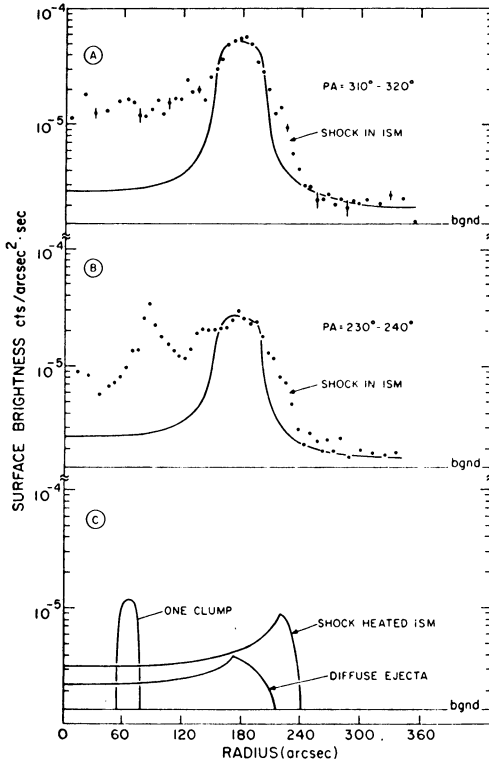 10⁻⁴
A
PA = 310° - 320°
10⁻⁵
SHOCK IN ISM
bgnd
10⁻⁴
B
PA = 230° - 240°
10⁻⁵
SHOCK IN ISM
bgnd
SURFACE BRIGHTNESS cts/arcsec²·sec
10⁻⁴
C
10⁻⁵
ONE CLUMP
SHOCK HEATED ISM
DIFFUSE EJECTA
bgnd
0 60 120 180 240 300 360
RADIUS (arcsec)